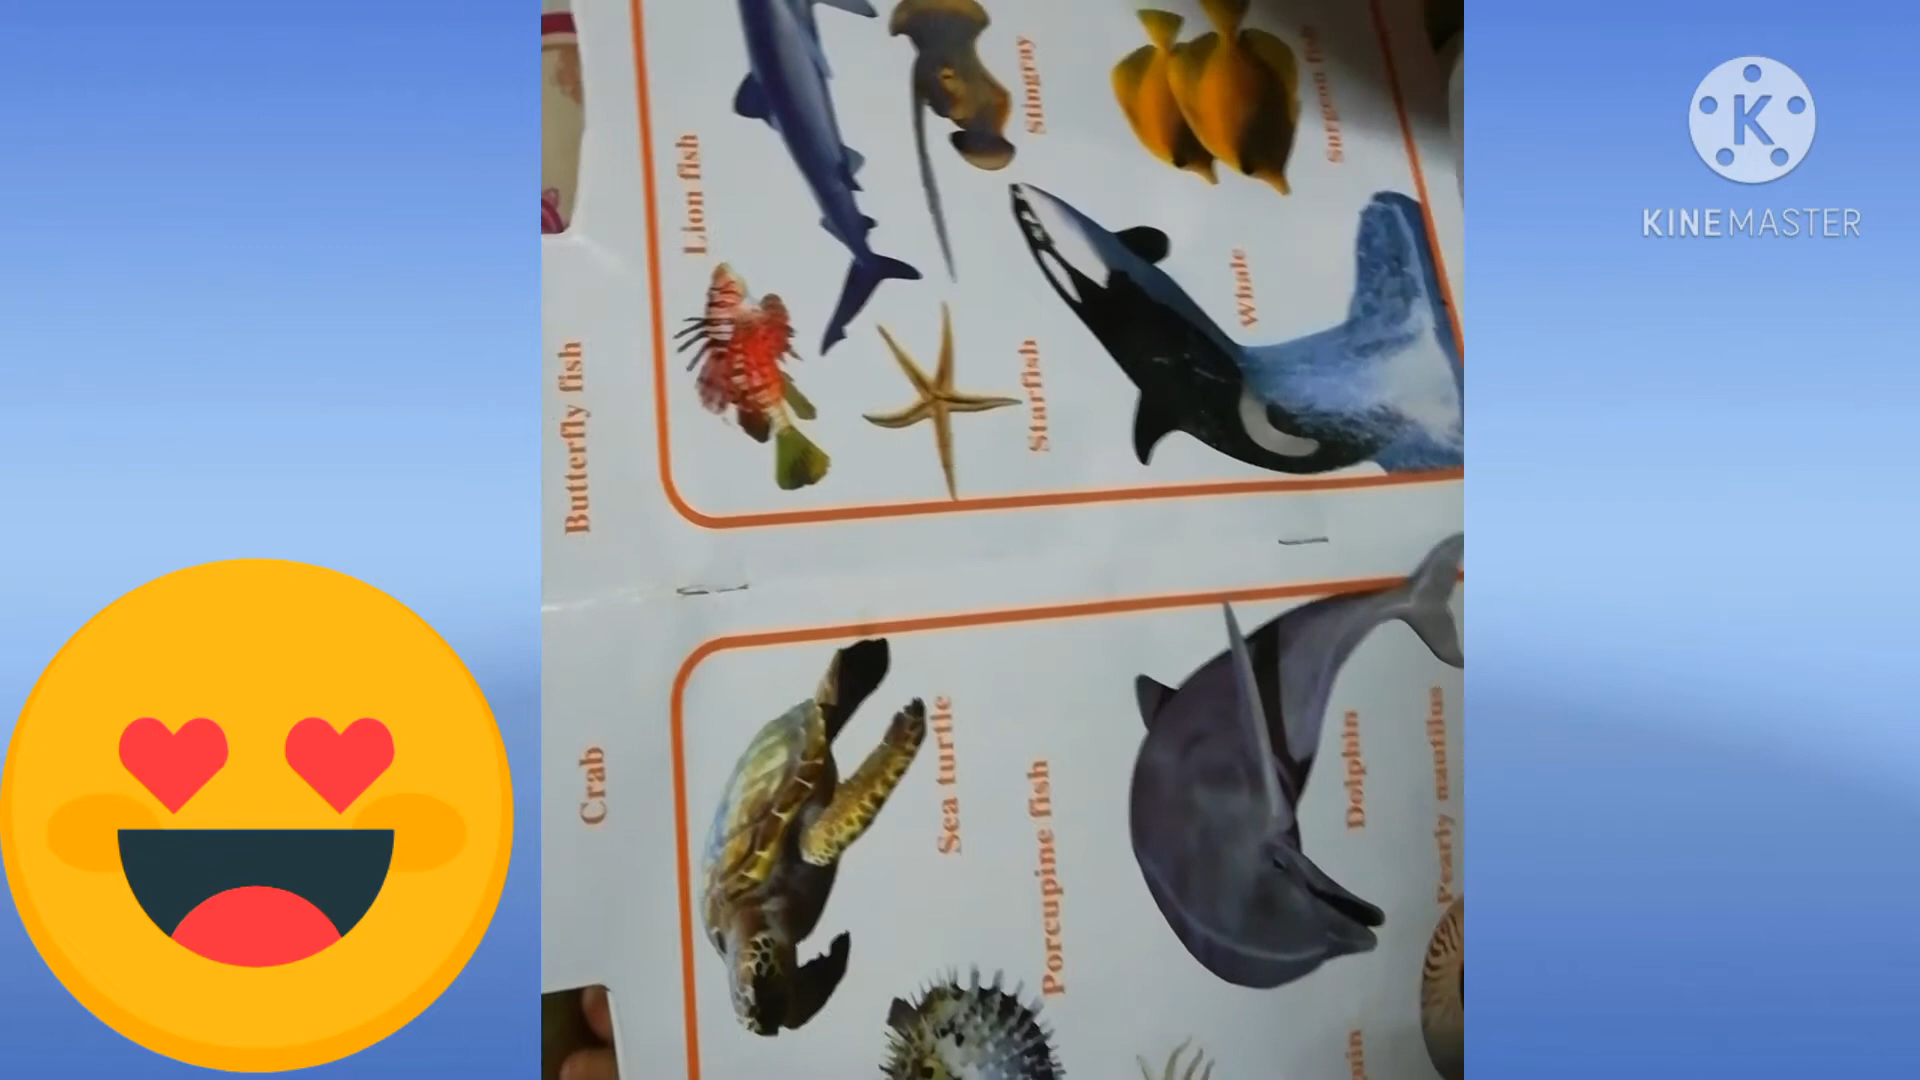 Lion fish
Stingray
Surgeon fish
Butterfly fish
Starfish
Whale
Crab
Sea turtle
Porcupine fish
Dolphin
Pearly nautilus
K
KINEMASTER